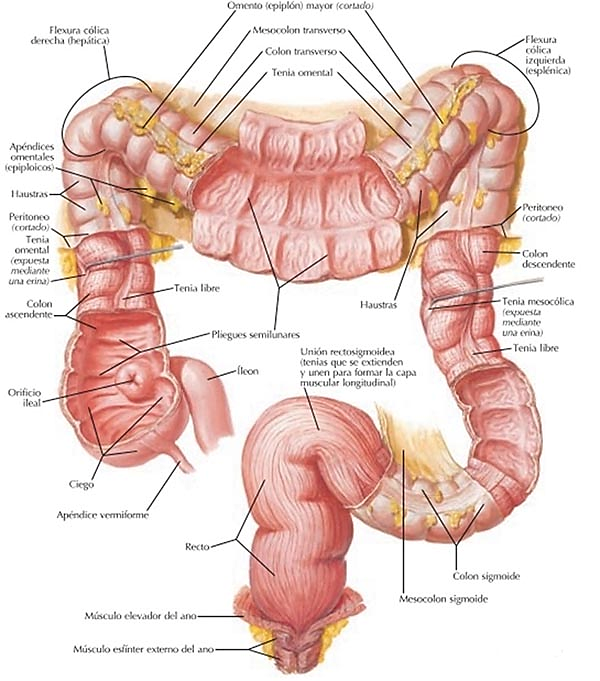 Omento (epiplón) mayor (cortado)
Flexura cólica
derecha (hepática)
Mesocolon transverso
Colon transverso
Tenia omental
Flexura
cólica
izquierda
(esplénica)
Apéndices
omentales
(epiploicos)
Haustras
Peritoneo
(cortado)
Tenia
omental
(expuesta
mediante
una erina)
Colon
ascendente
Tenia libre
Pliegues semilunares
Orificio
ileal
Íleon
Ciego
Apéndice vermiforme
Peritoneo
(cortado)
Colon
descendente
Haustras
Tenia mesocólica
(expuesta
mediante
una erina)
Tenia libre
Unión rectosigmoidea
(tenias que se extienden
y unen para formar la capa
muscular longitudinal)
Recto
Colon sigmoide
Mesocolon sigmoide
Músculo elevador del ano
Músculo esfínter externo del ano